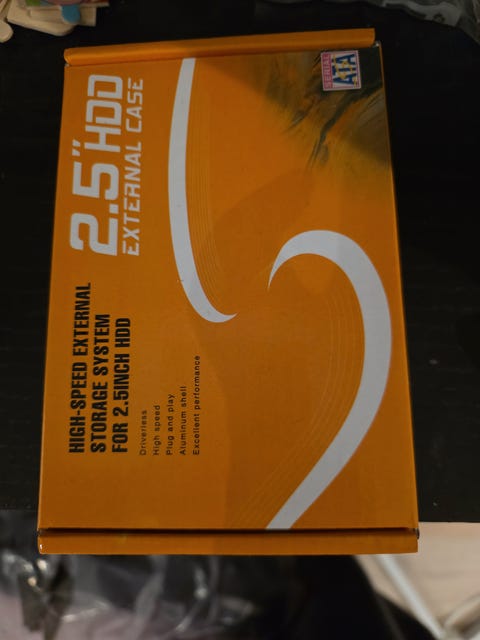 2.5"HDD
EXTERNAL CASE
SERIAL
ATA
HIGH-SPEED EXTERNAL
STORAGE SYSTEM
FOR 2.5INCH HDD
Driverless
High speed
Plug and play
Aluminum shell
Excellent performance